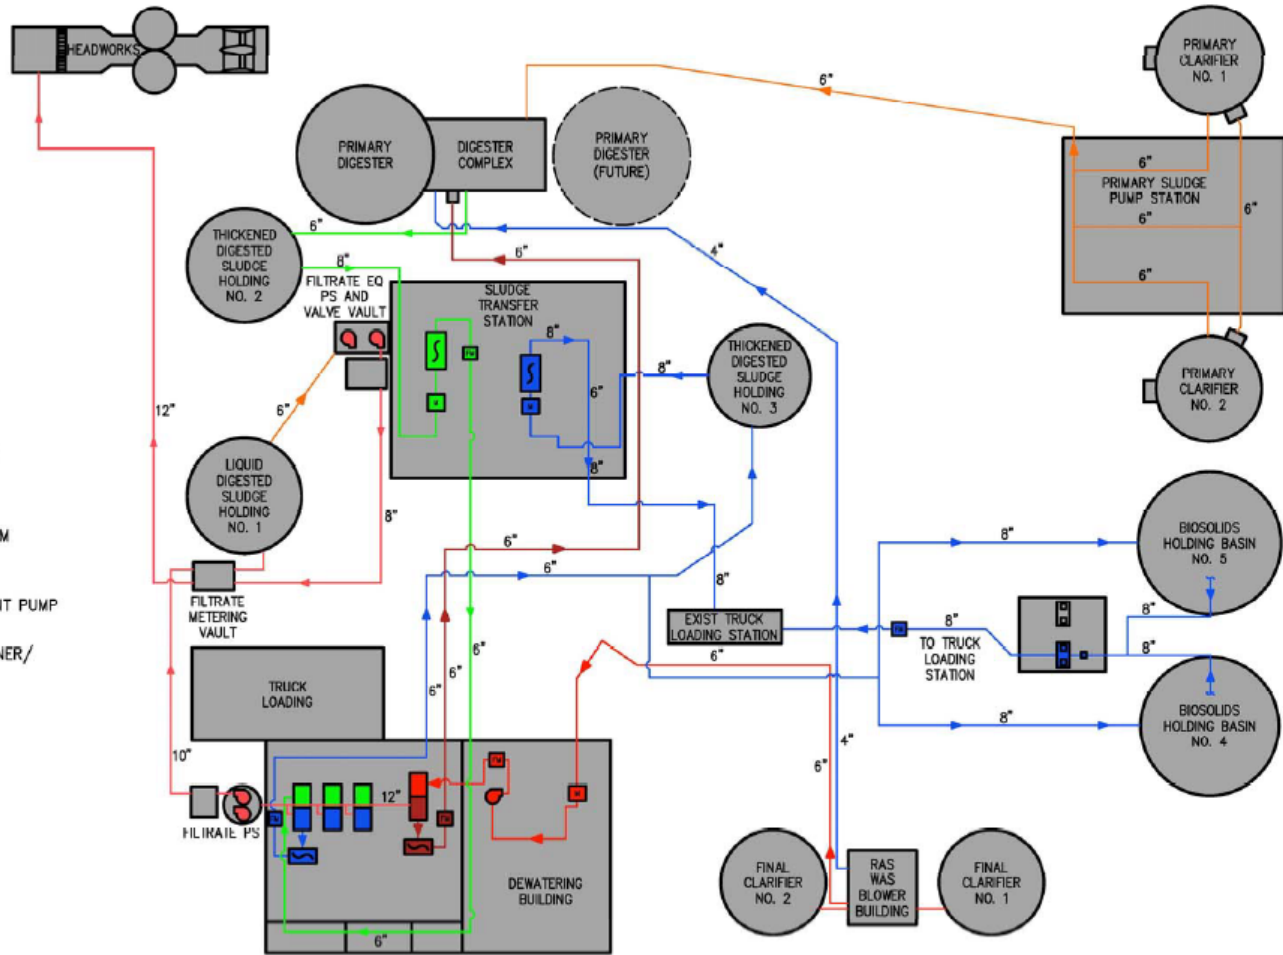 HEADWORKS
PRIMARY
CLARIFIER
NO. 1
6"
PRIMARY
DIGESTER
DIGESTER
COMPLEX
PRIMARY
DIGESTER
(FUTURE)
6"
PRIMARY SLUDGE
PUMP STATION
6"
6"
6"
6"
PRIMARY
CLARIFIER
NO. 2
THICKENED
DIGESTED
SLUDGE
HOLDING
NO. 2
6"
8"
6"
4"
FILTRATE EQ
PS AND
VALVE VAULT
SLUDGE
TRANSFER
STATION
8"
6"
8"
8"
THICKENED
DIGESTED
SLUDGE
HOLDING
NO. 3
12"
6"
8"
LIQUID
DIGESTED
SLUDGE
HOLDING
NO. 1
M
NT PUMP
NER/
FILTRATE
METERING
VAULT
6"
6"
8"
EXIST TRUCK
LOADING STATION
6"
8"
TO TRUCK
LOADING
STATION
8"
BIOSOLIDS
HOLDING BASIN
NO. 5
8"
8"
BIOSOLIDS
HOLDING BASIN
NO. 4
8"
TRUCK
LOADING
6"
6"
6"
10"
12"
FILTRATE PS
DEWATERING
BUILDING
6"
6"
4"
FINAL
CLARIFIER
NO. 2
RAS
WAS
BLOWER
BUILDING
FINAL
CLARIFIER
NO. 1